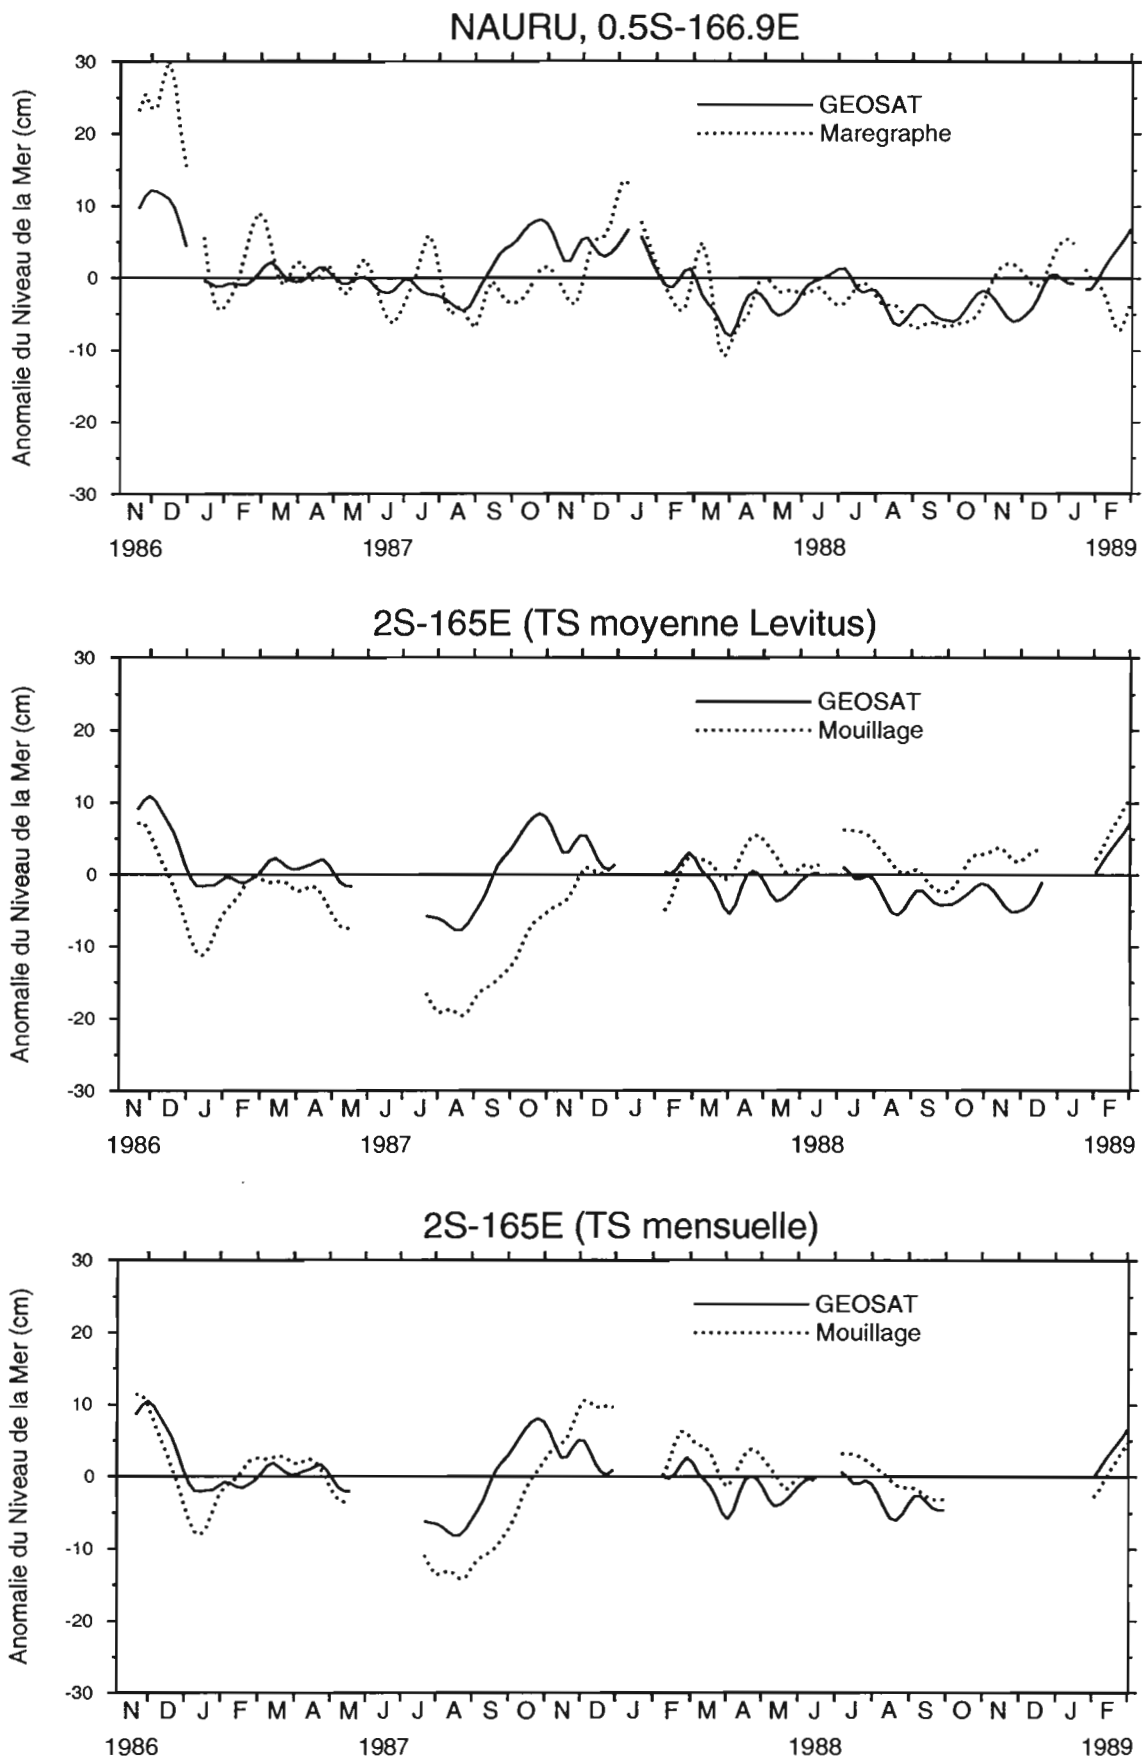 NAURU, 0.5S-166.9E
Anomalie du Niveau de la Mer (cm)
30
20
10
0
-10
-20
-30
GEOSAT
Maregraphe
N D J F M A M J J A S O N D J F M A M J J A S O N D J F
1986 1987 1988 1989
2S-165E (TS moyenne Levitus)
Anomalie du Niveau de la Mer (cm)
30
20
10
0
-10
-20
-30
GEOSAT
Mouillage
N D J F M A M J J A S O N D J F M A M J J A S O N D J F
1986 1987 1988 1989
2S-165E (TS mensuelle)
Anomalie du Niveau de la Mer (cm)
30
20
10
0
-10
-20
-30
GEOSAT
Mouillage
N D J F M A M J J A S O N D J F M A M J J A S O N D J F
1986 1987 1988 1989